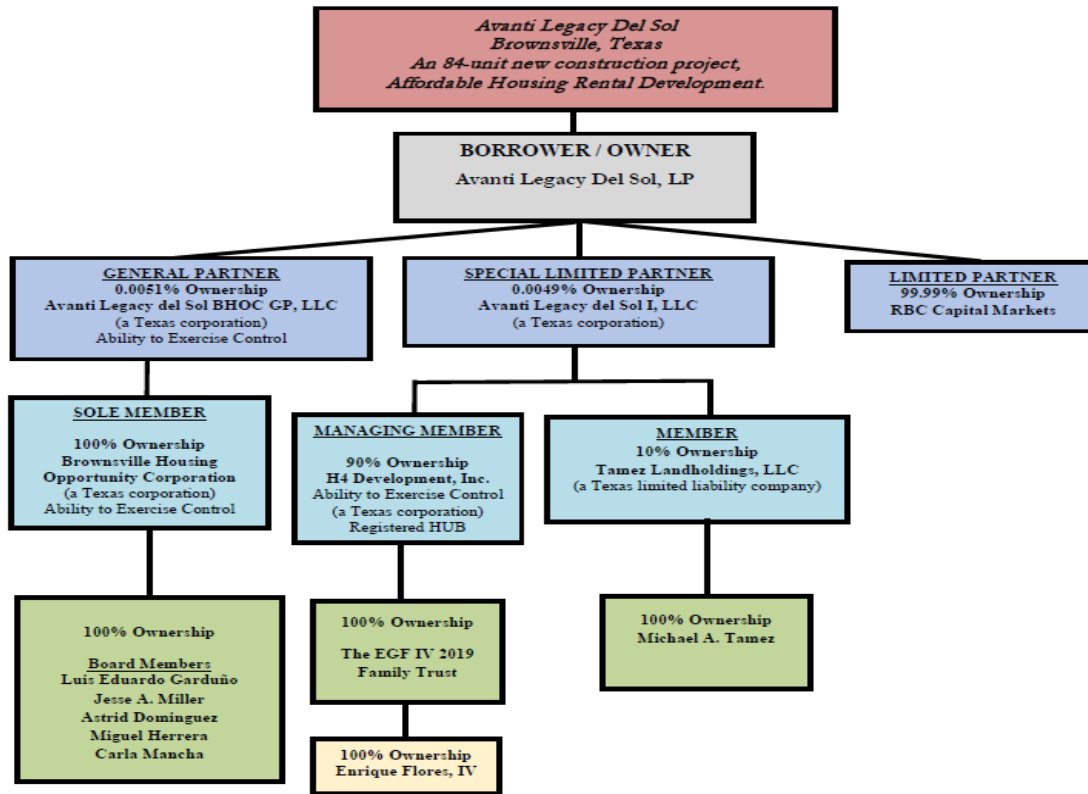 Avanti Legacy Del Sol
Brownsville, Texas
An 84-unit new construction project,
Affordable Housing Rental Development.
BORROWER / OWNER
Avanti Legacy Del Sol, LP
GENERAL PARTNER
0.0051% Ownership
Avanti Legacy del Sol BHOC GP, LLC
(a Texas corporation)
Ability to Exercise Control
SPECIAL LIMITED PARTNER
0.0049% Ownership
Avanti Legacy del Sol I, LLC
(a Texas corporation)
LIMITED PARTNER
99.99% Ownership
RBC Capital Markets
SOLE MEMBER
100% Ownership
Brownsville Housing
Opportunity Corporation
(a Texas corporation)
Ability to Exercise Control
MANAGING MEMBER
90% Ownership
H4 Development, Inc.
Ability to Exercise Control
(a Texas corporation)
Registered HUB
MEMBER
10% Ownership
Tamez Landholdings, LLC
(a Texas limited liability company)
100% Ownership
Board Members
Luis Eduardo Garduño
Jesse A. Miller
Astrid Dominguez
Miguel Herrera
Carla Mancha
100% Ownership
The EGF IV 2019
Family Trust
100% Ownership
Michael A. Tamez
100% Ownership
Enrique Flores, IV